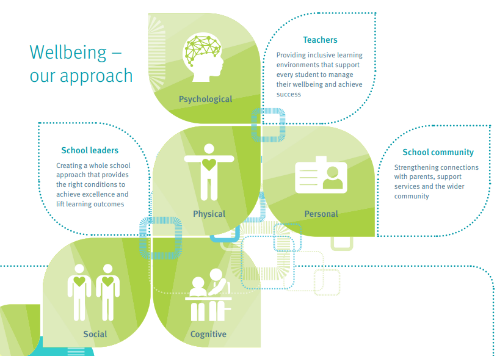 Wellbeing –
our approach
Psychological
Teachers
Providing inclusive learning
environments that support
every student to manage
their wellbeing and achieve
success
School leaders
Creating a whole school
approach that provides
the right conditions to
achieve excellence and
lift learning outcomes
Physical
Personal
School community
Strengthening connections
with parents, support
services and the wider
community
Social
Cognitive